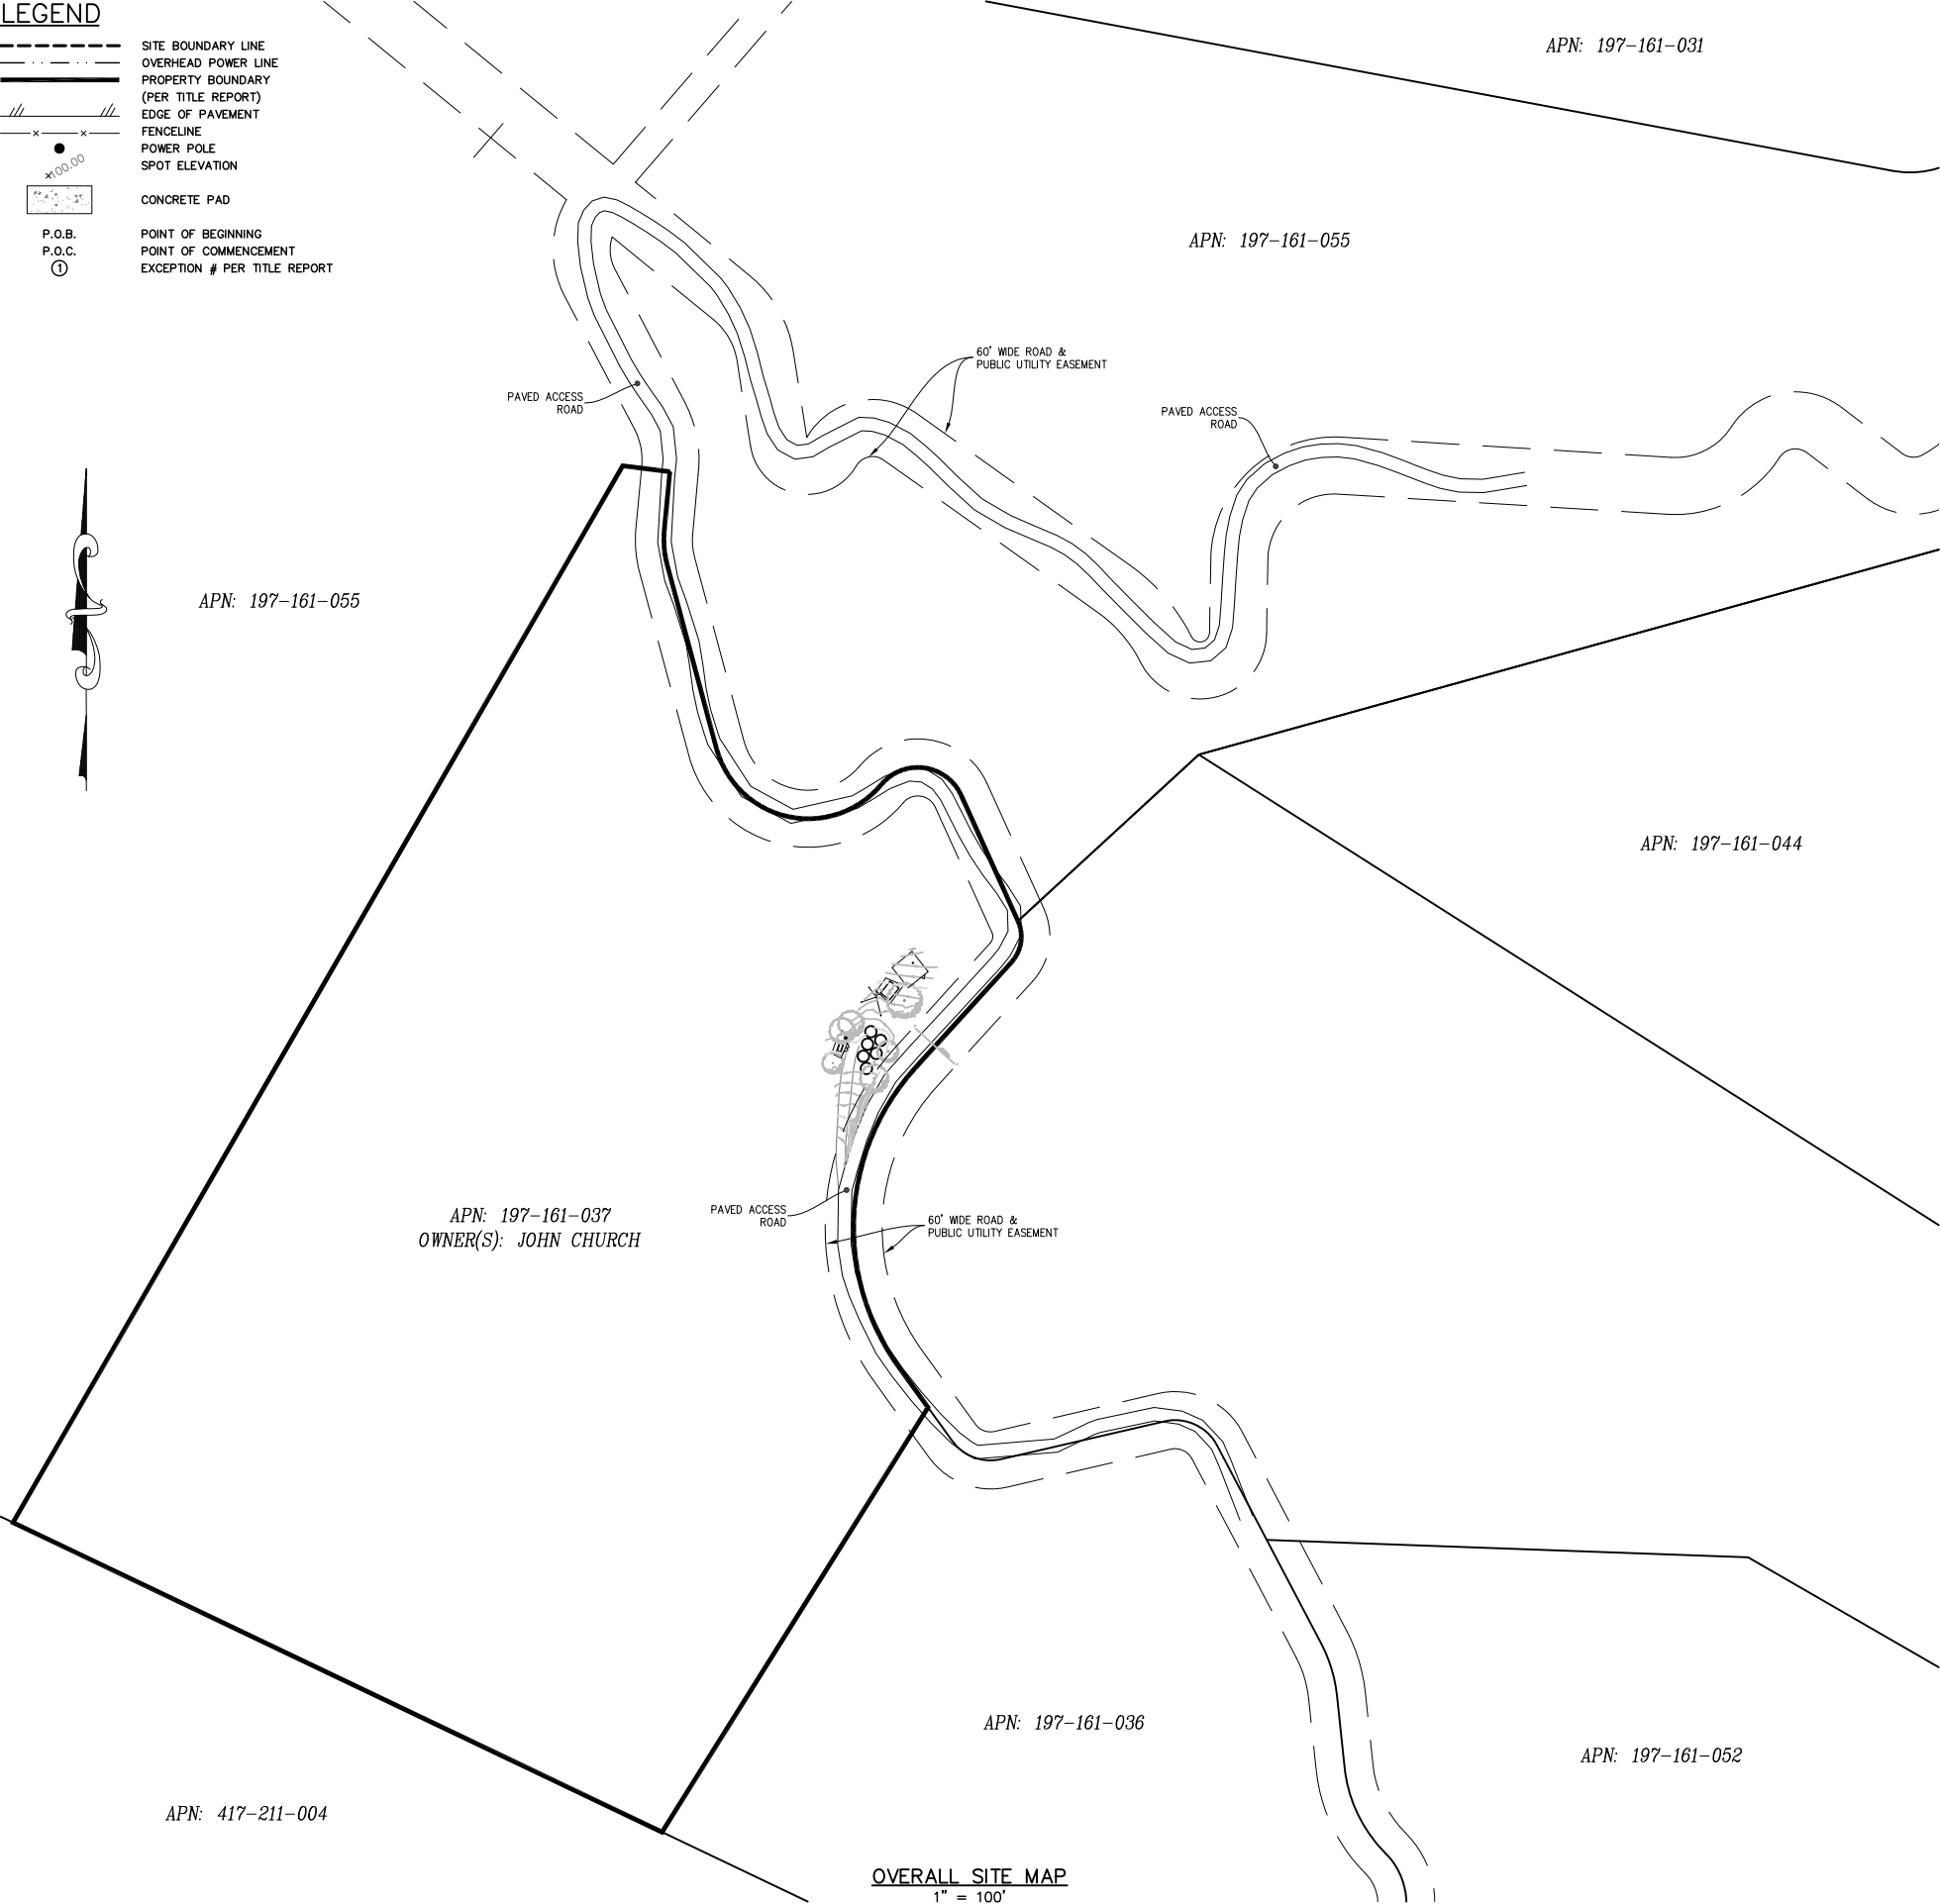 LEGEND
SITE BOUNDARY LINE
OVERHEAD POWER LINE
PROPERTY BOUNDARY
(PER TITLE REPORT)
EDGE OF PAVEMENT
FENCELINE
POWER POLE
×100.00 SPOT ELEVATION
CONCRETE PAD
P.O.B. POINT OF BEGINNING
P.O.C. POINT OF COMMENCEMENT
1 EXCEPTION # PER TITLE REPORT
APN: 197-161-031
APN: 197-161-055
60' WIDE ROAD &
PUBLIC UTILITY EASEMENT
PAVED ACCESS
ROAD
PAVED ACCESS
ROAD
APN: 197-161-055
APN: 197-161-044
APN: 197-161-037
OWNER(S): JOHN CHURCH
PAVED ACCESS
ROAD
60' WIDE ROAD &
PUBLIC UTILITY EASEMENT
APN: 197-161-036
APN: 197-161-052
APN: 417-211-004
OVERALL SITE MAP
1" = 100'